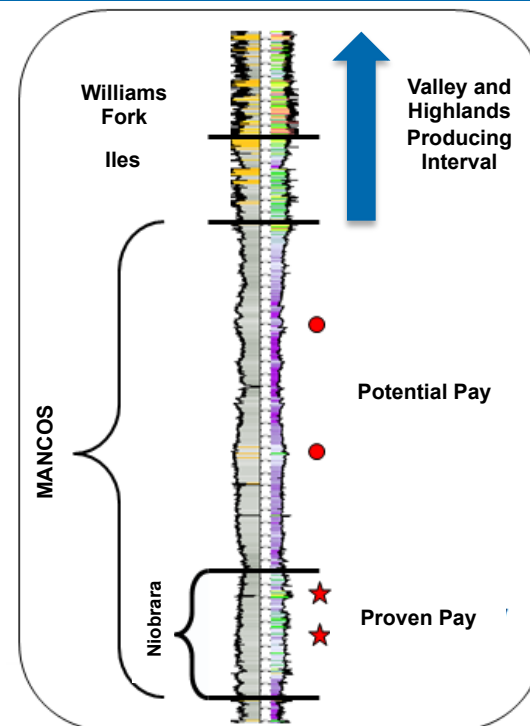 Williams
Fork
Iles
Valley and
Highlands
Producing
Interval
MANCOS
Potential Pay
Niobrara
Proven Pay